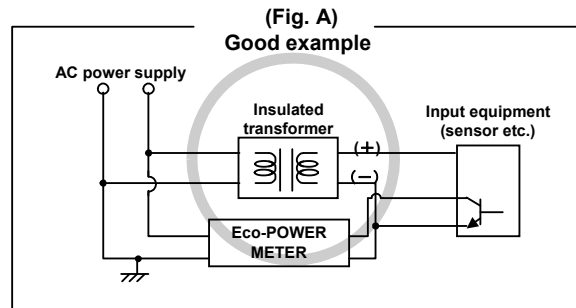 (Fig. A)
Good example
AC power supply
Insulated
transformer
Input equipment
(sensor etc.)
(+)
(−)
Eco-POWER
METER